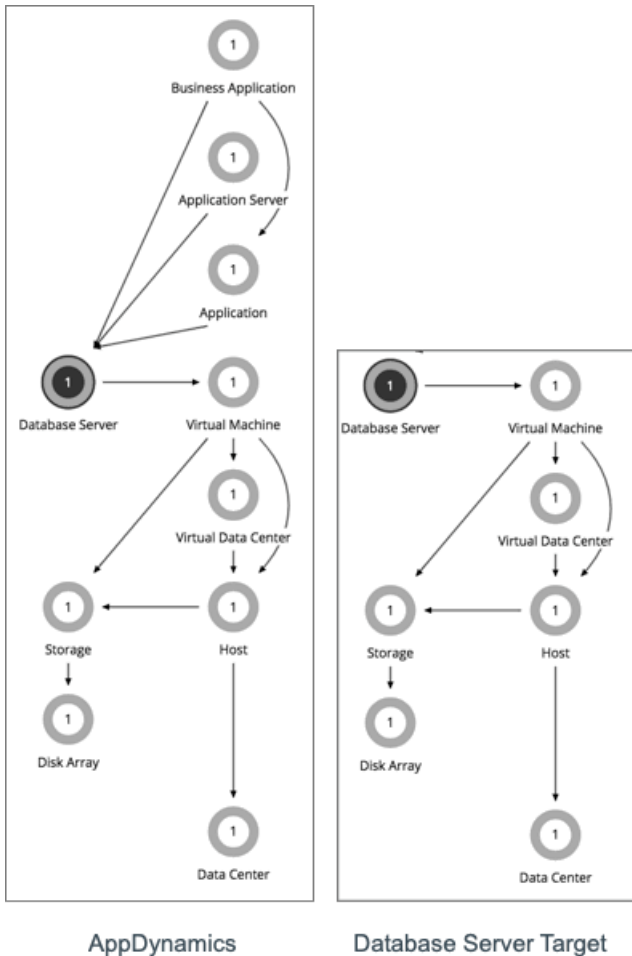 1
Business Application
1
Application Server
1
Application
1
Database Server
1
Virtual Machine
1
Virtual Data Center
1
Storage
1
Host
1
Disk Array
1
Data Center
AppDynamics
1
Database Server
1
Virtual Machine
1
Virtual Data Center
1
Storage
1
Host
1
Disk Array
1
Data Center
Database Server Target